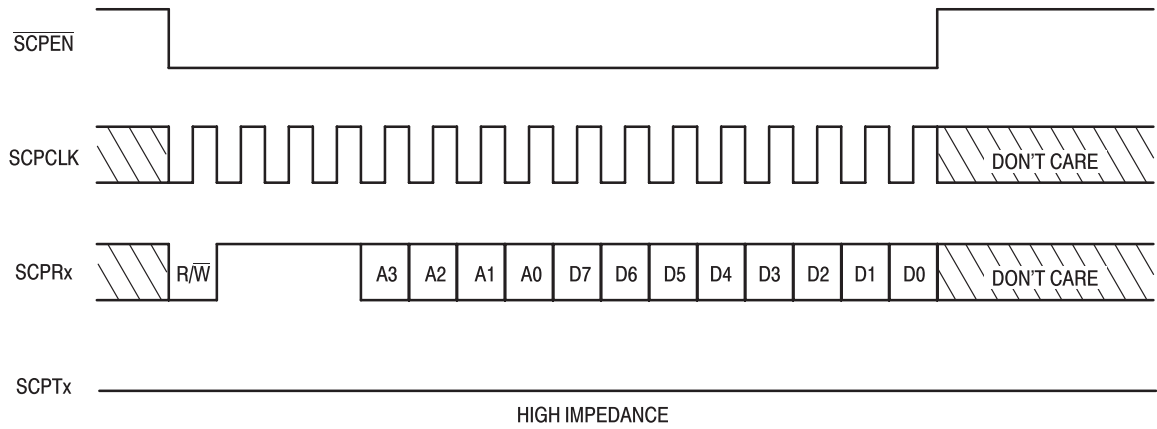 S̅C̅P̅E̅N̅
SCPCLK
DON'T CARE
SCPRx
R/W̅
A3 A2 A1 A0 D7 D6 D5 D4 D3 D2 D1 D0
DON'T CARE
SCPTx
HIGH IMPEDANCE